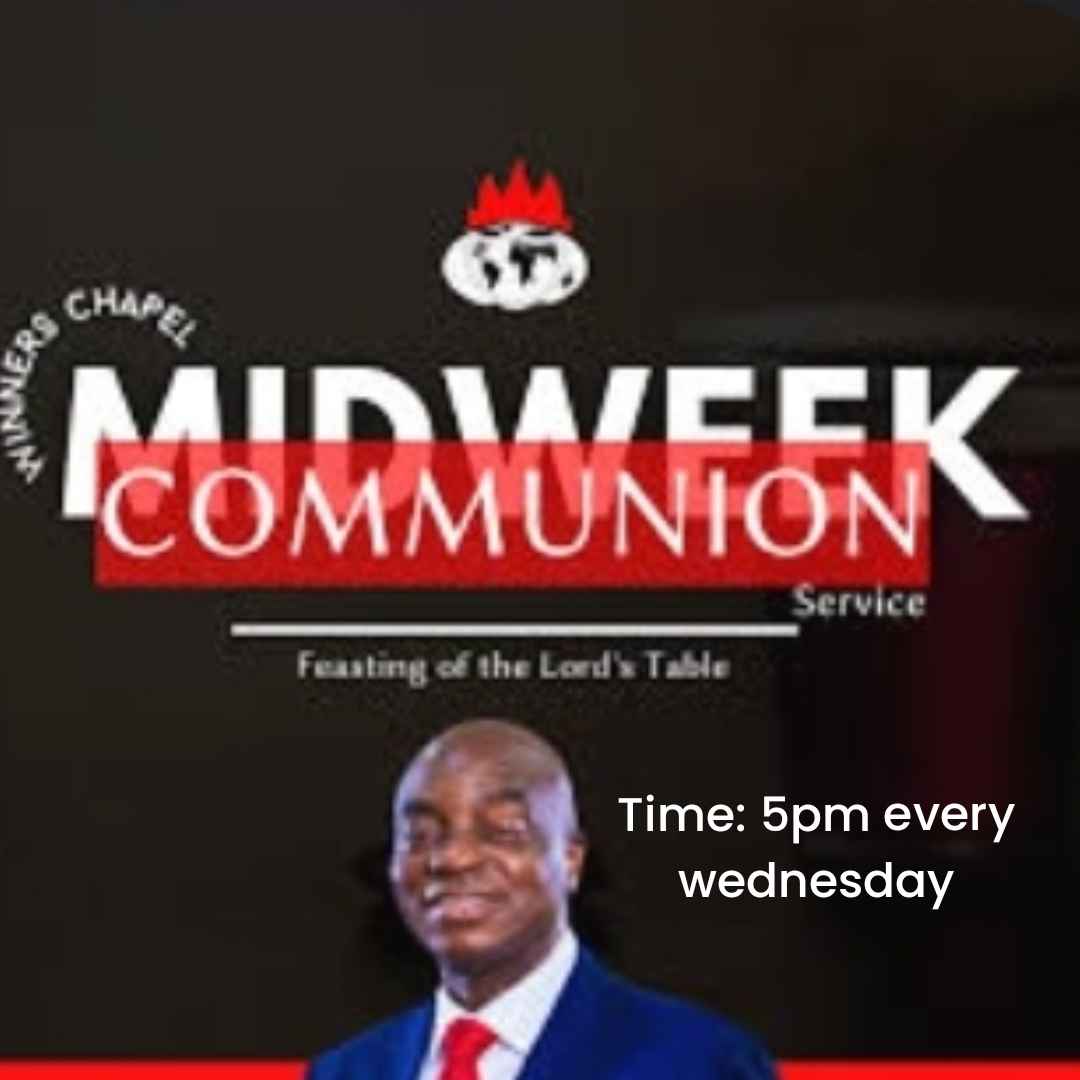 WINNERS CHAPEL
MIDWEEK
COMMUNION
Service
Feasting of the Lord's Table
Time: 5pm every
wednesday